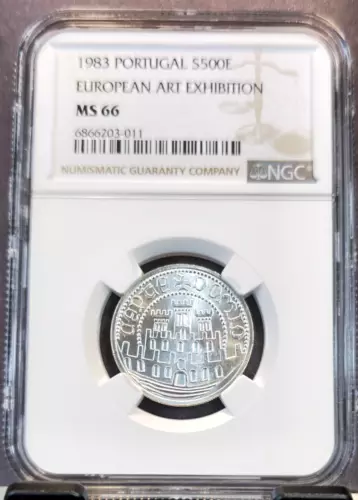 1983 PORTUGAL S500E
EUROPEAN ART EXHIBITION
MS 66
6866203-011
NUMISMATIC GUARANTY COMPANY NGC